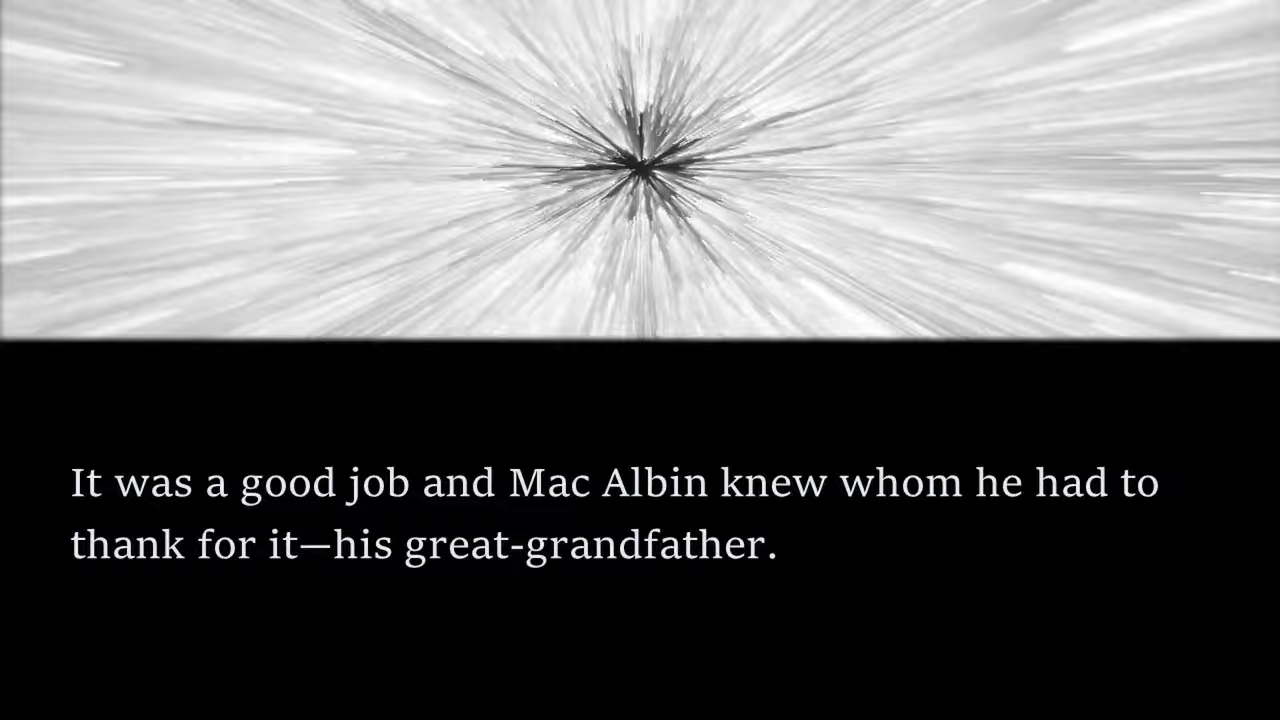 It was a good job and Mac Albin knew whom he had to
thank for it—his great-grandfather.